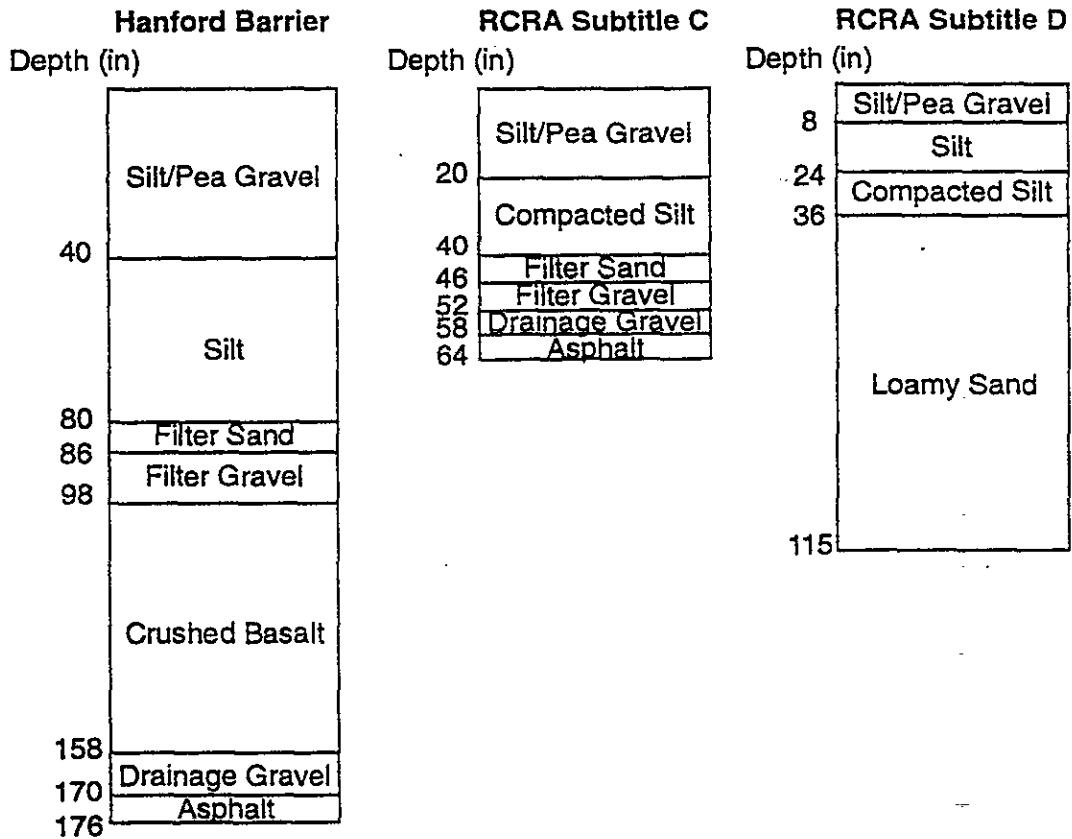 Hanford Barrier
Depth (in)
Silt/Pea Gravel
40
Silt
80
Filter Sand
86
Filter Gravel
98
Crushed Basalt
158
Drainage Gravel
170
Asphalt
176
RCRA Subtitle C
Depth (in)
Silt/Pea Gravel
20
Compacted Silt
40
Filter Sand
46
Filter Gravel
52
Drainage Gravel
58
Asphalt
64
RCRA Subtitle D
Depth (in)
Silt/Pea Gravel
8
Silt
24
Compacted Silt
36
Loamy Sand
115